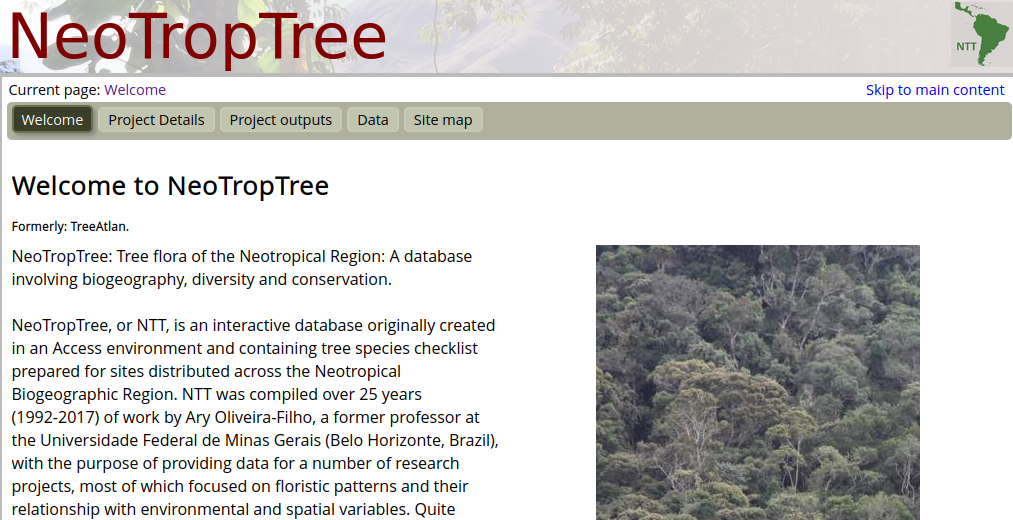 NeoTropTree
NTT
Current page: Welcome
Skip to main content
Welcome
Project Details
Project outputs
Data
Site map
Welcome to NeoTropTree
Formerly: TreeAtlan.
NeoTropTree: Tree flora of the Neotropical Region: A database
involving biogeography, diversity and conservation.
NeoTropTree, or NTT, is an interactive database originally created
in an Access environment and containing tree species checklist
prepared for sites distributed across the Neotropical
Biogeographic Region. NTT was compiled over 25 years
(1992-2017) of work by Ary Oliveira-Filho, a former professor at
the Universidade Federal de Minas Gerais (Belo Horizonte, Brazil),
with the purpose of providing data for a number of research
projects, most of which focused on floristic patterns and their
relationship with environmental and spatial variables. Quite